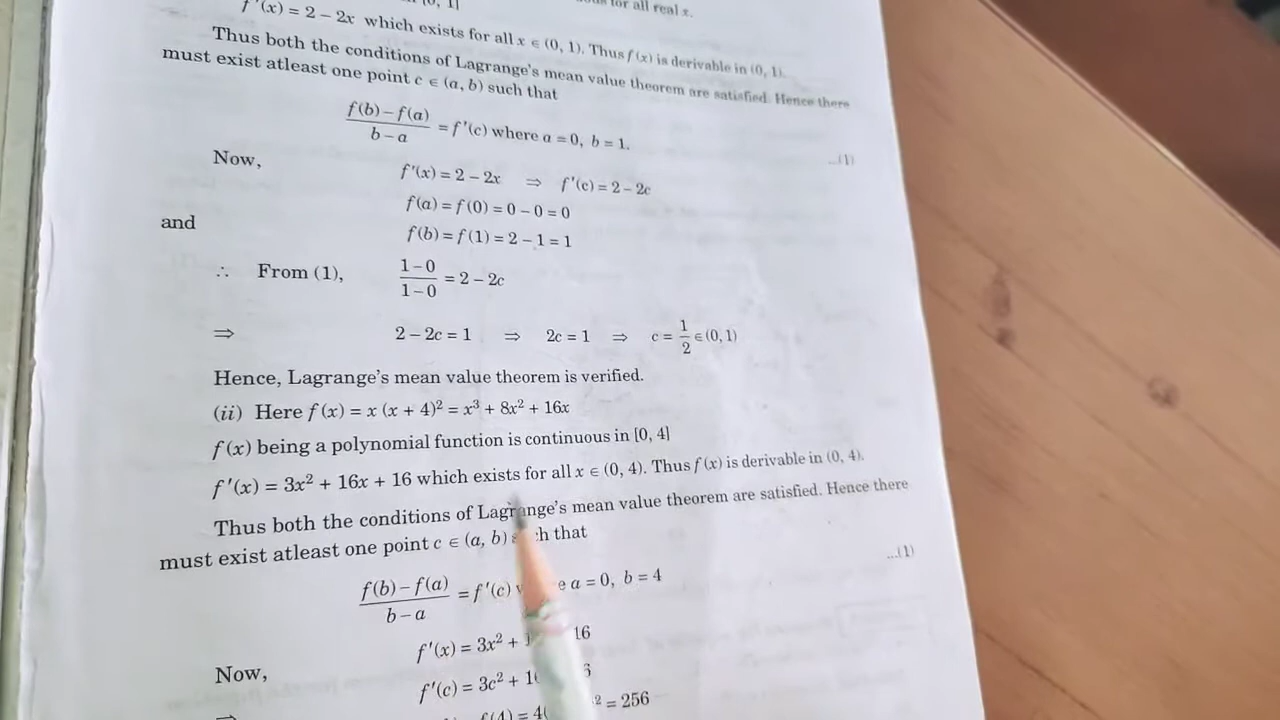 f'(x) = 2 – 2x which exists for all x ∈ (0, 1). Thus f (x) is derivable in (0, 1).
Thus both the conditions of Lagrange's mean value theorem are satisfied. Hence there
must exist atleast one point c ∈ (a, b) such that
f(b) – f(a) / b – a = f'(c) where a = 0, b = 1. ...(1)
Now, f'(x) = 2 – 2x ⇒ f'(c) = 2 – 2c
f(a) = f(0) = 0 – 0 = 0
and f(b) = f(1) = 2 – 1 = 1
∴ From (1), 1 – 0 / 1 – 0 = 2 – 2c
⇒ 2 – 2c = 1 ⇒ 2c = 1 ⇒ c = 1/2 ∈ (0, 1)
Hence, Lagrange's mean value theorem is verified.
(ii) Here f (x) = x (x + 4)² = x³ + 8x² + 16x
f (x) being a polynomial function is continuous in [0, 4]
f'(x) = 3x² + 16x + 16 which exists for all x ∈ (0, 4). Thus f (x) is derivable in (0, 4).
Thus both the conditions of Lagrange's mean value theorem are satisfied. Hence there
must exist atleast one point c ∈ (a, b) such that
f(b) – f(a) / b – a = f'(c) a = 0, b = 4 ...(1)
Now, f'(x) = 3x² + 16
⇒ f'(c) = 3c² +
f(4) = 4 ² = 256